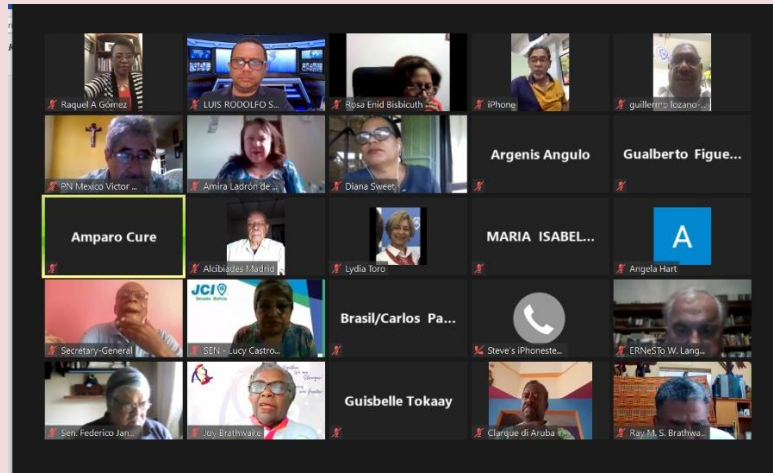 Raquel A Gómez
LUIS RODOLFO S...
Rosa Enid Bisbicuth
iPhone
guillermo lozano-...
PN Mexico Victor ...
Amira Ladrón de ...
Diana Sweet
Argenis Angulo
Gualberto Figue...
Amparo Cure
Alcibiades Madrid
Lydia Toro
MARIA ISABEL...
A
Angela Hart
Secretary-General
JCI
Senado Bolivia
SEN - Lucy Castro...
Brasil/Carlos Pa...
Steve's iPhoneste...
ERNeSTo W. Lang...
Sen. Federico Jan...
Joy Brathwaite
Guisbelle Tokaay
Clarque di Aruba
Ray M. S. Brathwa...